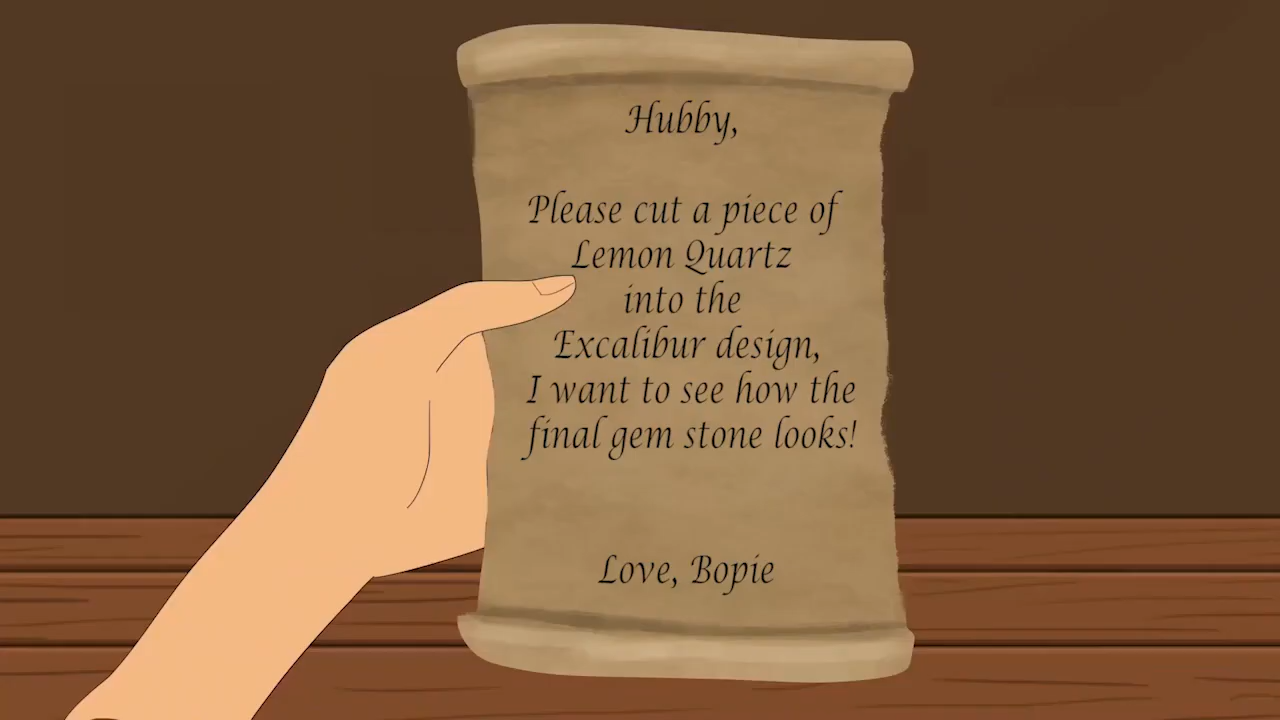 Hubby,
Please cut a piece of
Lemon Quartz
into the
Excalibur design,
I want to see how the
final gem stone looks!
Love, Bopie